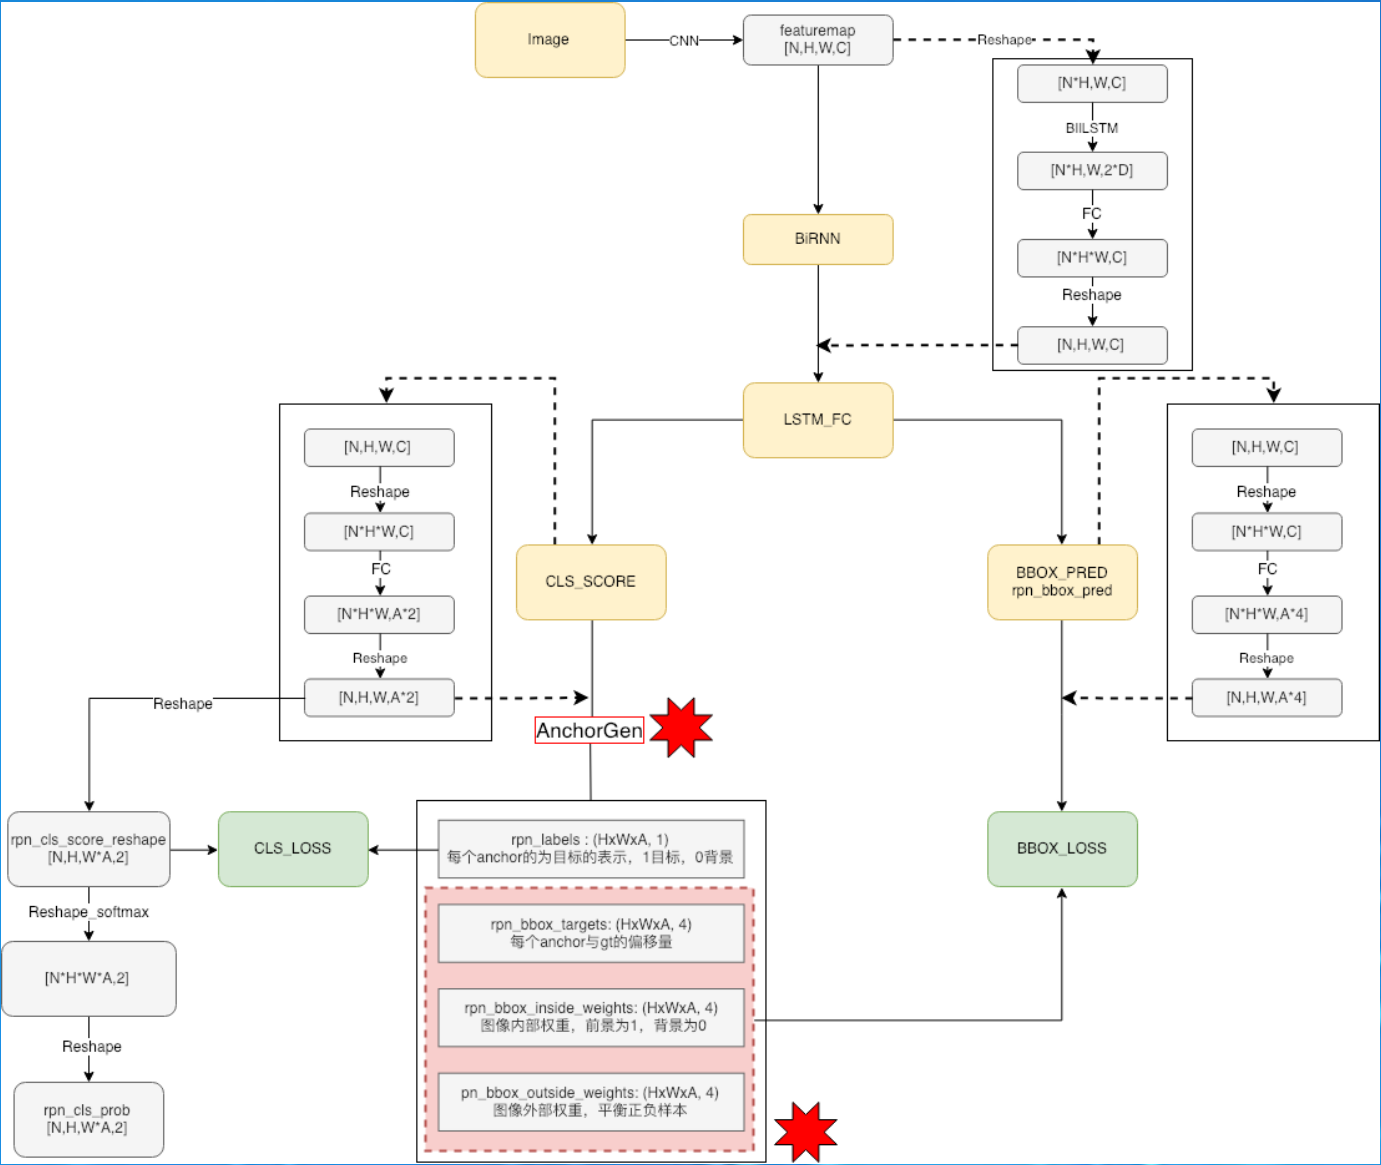 Image
CNN
featuremap
[N,H,W,C]
Reshape
[N*H,W,C]
BIILSTM
[N*H,W,2*D]
FC
[N*H*W,C]
Reshape
[N,H,W,C]
BiRNN
LSTM_FC
[N,H,W,C]
Reshape
[N*H*W,C]
FC
[N*H*W,A*2]
Reshape
[N,H,W,A*2]
CLS_SCORE
BBOX_PRED
rpn_bbox_pred
[N,H,W,C]
Reshape
[N*H*W,C]
FC
[N*H*W,A*4]
Reshape
[N,H,W,A*4]
Reshape
AnchorGen
rpn_cls_score_reshape
[N,H,W*A,2]
CLS_LOSS
rpn_labels : (HxWxA, 1)
每个anchor的为目标的表示，1目标，0背景
BBOX_LOSS
Reshape_softmax
rpn_bbox_targets: (HxWxA, 4)
每个anchor与gt的偏移量
[N*H*W*A,2]
rpn_bbox_inside_weights: (HxWxA, 4)
图像内部权重，前景为1，背景为0
Reshape
pn_bbox_outside_weights: (HxWxA, 4)
图像外部权重，平衡正负样本
rpn_cls_prob
[N,H,W*A,2]